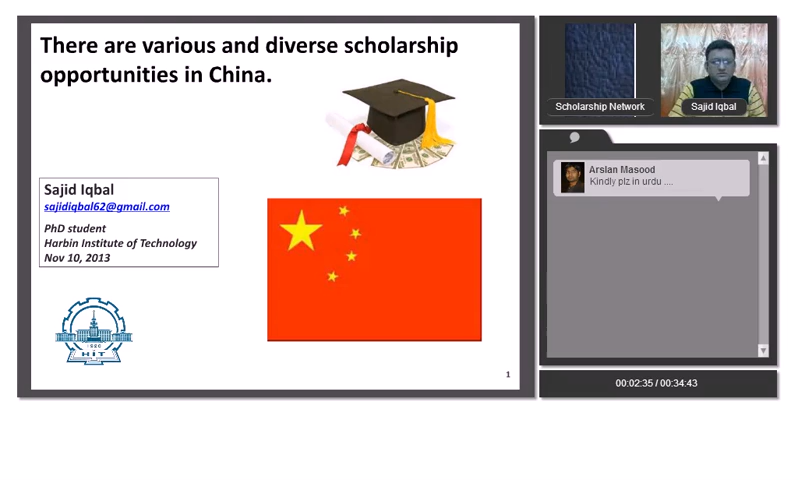 There are various and diverse scholarship
opportunities in China.
Sajid Iqbal
sajidiqbal62@gmail.com
PhD student
Harbin Institute of Technology
Nov 10, 2013
1920
HIT
1
Scholarship Network
Sajid Iqbal
Arslan Masood
Kindly plz in urdu ....
00:02:35 / 00:34:43